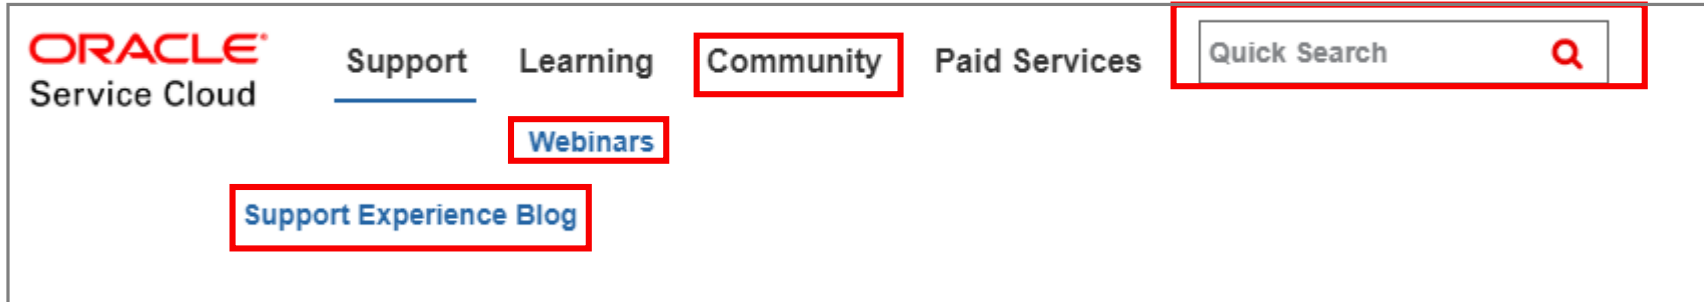 ORACLE
Service Cloud
Support Learning Community Paid Services Quick Search
Webinars
Support Experience Blog